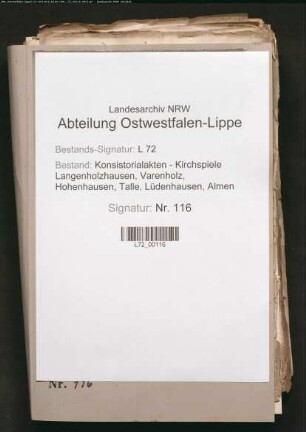 Landesarchiv NRW
Abteilung Ostwestfalen-Lippe
Bestands-Signatur: L 72
Bestand: Konsistorialakten - Kirchspiele
Langenholzhausen, Varenholz,
Hohenhausen, Talle, Lüdenhausen, Almen
Signatur: Nr. 116
L72_00116
Nr. 116